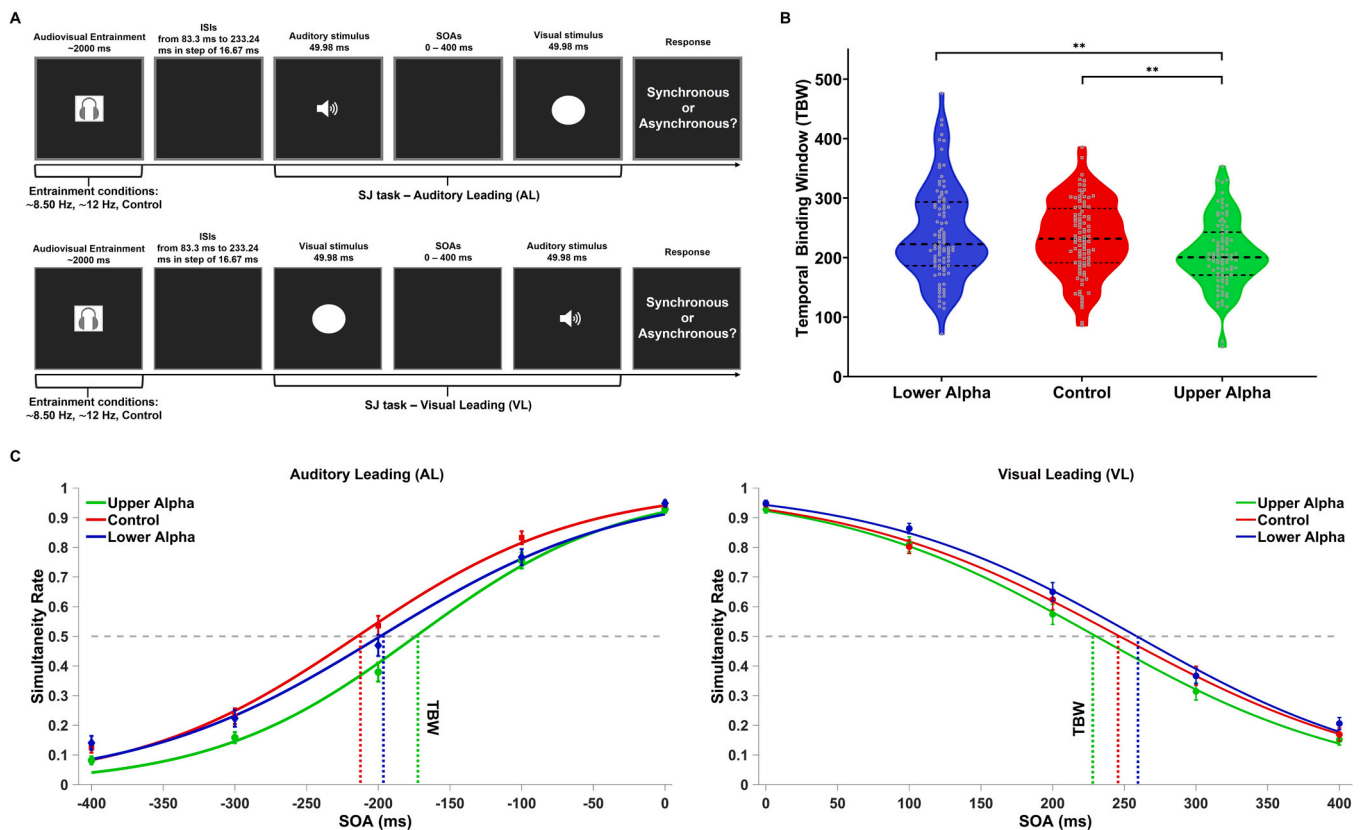 A
Audiovisual Entrainment
~2000 ms
ISIs
from 83.3 ms to 233.24
ms in step of 16.67 ms
Auditory stimulus
49.98 ms
SOAs
0 – 400 ms
Visual stimulus
49.98 ms
Response
Synchronous
or
Asynchronous?
Entrainment conditions:
~8.50 Hz, ~12 Hz, Control
SJ task – Auditory Leading (AL)
Audiovisual Entrainment
~2000 ms
ISIs
from 83.3 ms to 233.24
ms in step of 16.67 ms
Visual stimulus
49.98 ms
SOAs
0 – 400 ms
Auditory stimulus
49.98 ms
Response
Synchronous
or
Asynchronous?
Entrainment conditions:
~8.50 Hz, ~12 Hz, Control
SJ task – Visual Leading (VL)
B
**
**
Temporal Binding Window (TBW)
500
400
300
200
100
0
Lower Alpha
Control
Upper Alpha
C
Auditory Leading (AL)
Upper Alpha
Control
Lower Alpha
Simultaneity Rate
1
0.9
0.8
0.7
0.6
0.5
0.4
0.3
0.2
0.1
0
TBW
-400
-300
-200
-100
-50
0
SOA (ms)
Visual Leading (VL)
Upper Alpha
Control
Lower Alpha
Simultaneity Rate
1
0.9
0.8
0.7
0.6
0.5
0.4
0.3
0.2
0.1
0
TBW
0
50
100
200
300
400
SOA (ms)